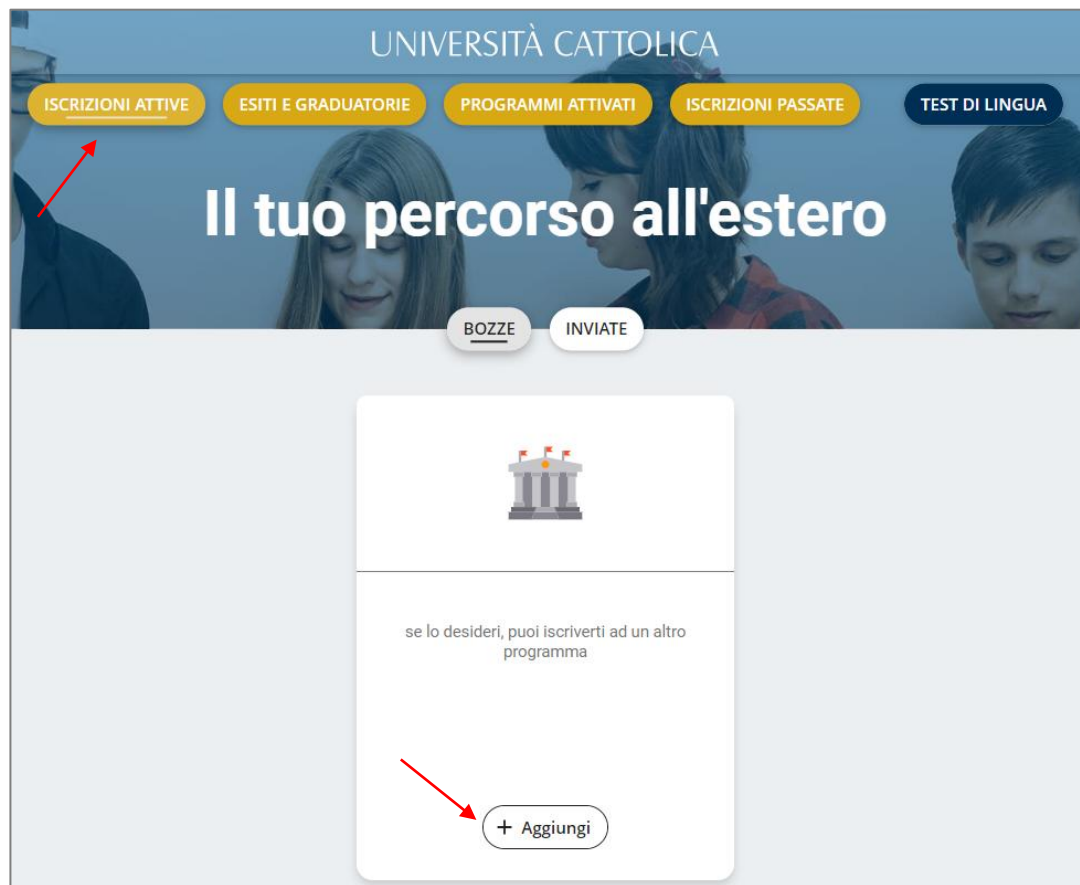 UNIVERSITÀ CATTOLICA
ISCRIZIONI ATTIVE
ESITI E GRADUATORIE
PROGRAMMI ATTIVATI
ISCRIZIONI PASSATE
TEST DI LINGUA
Il tuo percorso all'estero
BOZZE
INVIATE
se lo desideri, puoi iscriverti ad un altro
programma
+ Aggiungi